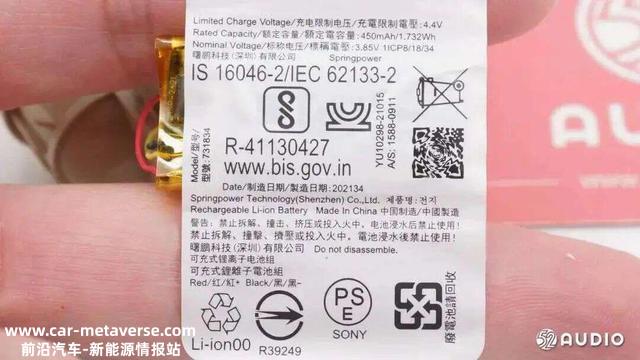 Limited Charge Voltage/充电限制电压/充電限制電壓: 4.4V
Rated Capacity/额定容量/額定容量: 450mAh/1.732Wh
Nominal Voltage/标称电压/標稱電壓: 3.85V 1ICP8/18/34
曙鹏科技(深圳)有限公司 Springpower
IS 16046-2/IEC 62133-2
R-41130427
www.bis.gov.in
Model/型号/型號: 731834
YU10298-21015
A/S: 1588-0911
Date/制造日期/製造日期: 202134
Springpower Technology(Shenzhen) Co.,Ltd. 제품명: 전지
Rechargeable Li-ion Battery Made In China 中国制造/中國製造
警告: 禁止拆解、撞击、挤压或投入火中。电池浸水后禁止使用!
禁止拆解、撞擊、擠壓或投入火中。電池浸水後禁止使用!
曙鵬科技(深圳)有限公司 Do not disassemble.
可充式锂离子电池组
可充式鋰離子電池組
Red/红/紅+ Black/黑/黑-
Li-ion00
R39249
PSE
SONY
廢電池請回收
AU
52 AUDIO
www.car-metaverse.com
前沿汽车-新能源情报站